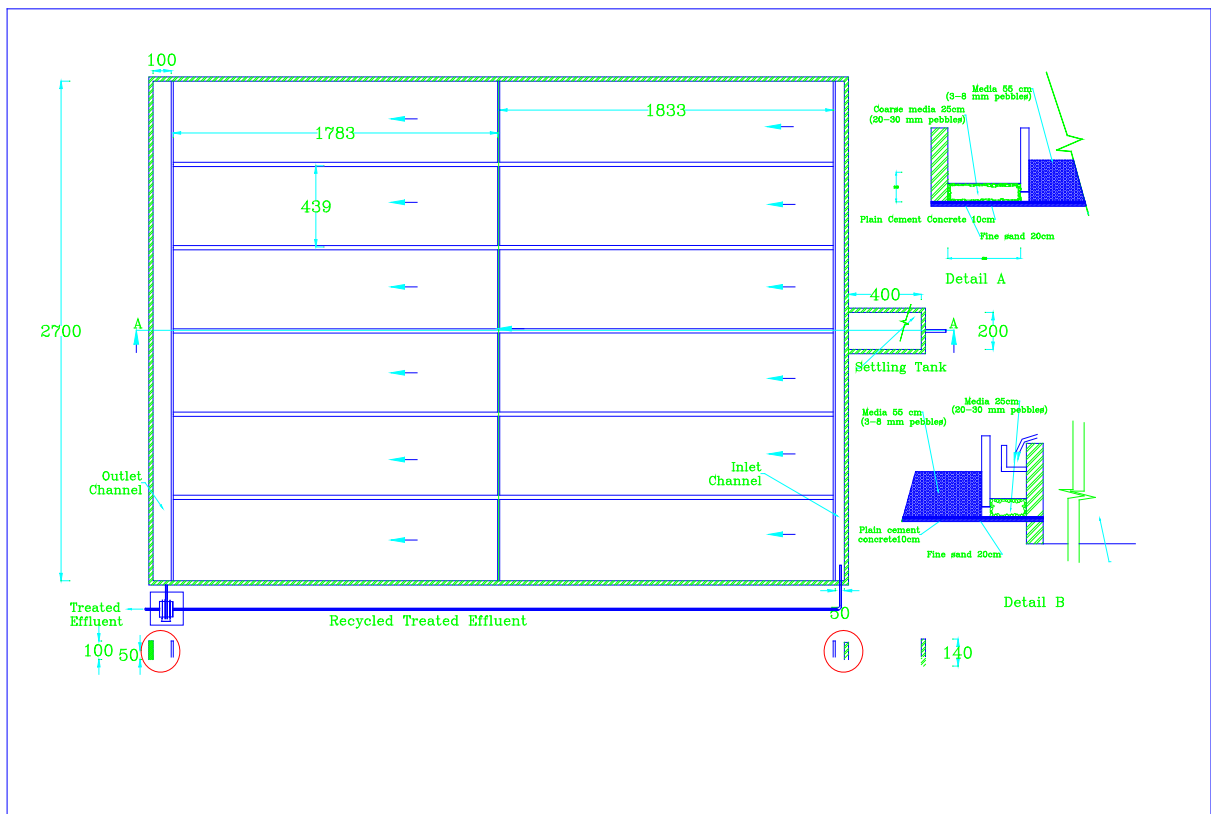 100
1833
1783
439
2700
A
A
400
200
Settling Tank
Outlet
Channel
Inlet
Channel
50
Treated
Effluent
Recycled Treated Effluent
100
50
140
Media 55 cm
(3-8 mm pebbles)
Coarse media 25cm
(20-30 mm pebbles)
Plain Cement Concrete 10cm
Fine sand 20cm
Detail A
Media 25cm
(20-30 mm pebbles)
Media 55 cm
(3-8 mm pebbles)
Plain cement
concrete10cm
Fine sand 20cm
Detail B